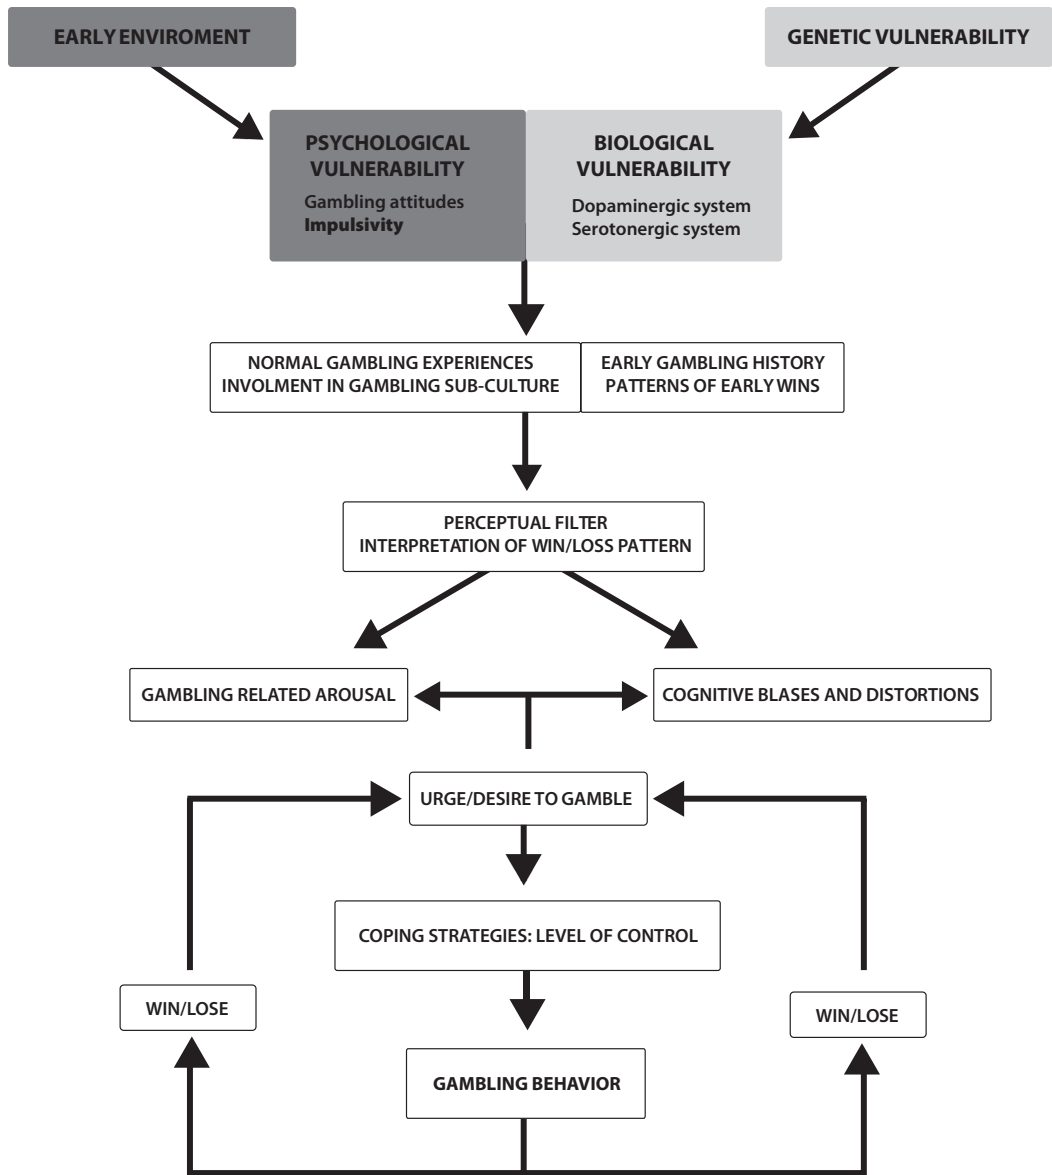 EARLY ENVIROMENT
GENETIC VULNERABILITY
PSYCHOLOGICAL
VULNERABILITY
Gambling attitudes
Impulsivity
BIOLOGICAL
VULNERABILITY
Dopaminergic system
Serotonergic system
NORMAL GAMBLING EXPERIENCES
INVOLMENT IN GAMBLING SUB-CULTURE
EARLY GAMBLING HISTORY
PATTERNS OF EARLY WINS
PERCEPTUAL FILTER
INTERPRETATION OF WIN/LOSS PATTERN
GAMBLING RELATED AROUSAL
COGNITIVE BLASES AND DISTORTIONS
URGE/DESIRE TO GAMBLE
COPING STRATEGIES: LEVEL OF CONTROL
WIN/LOSE
WIN/LOSE
GAMBLING BEHAVIOR